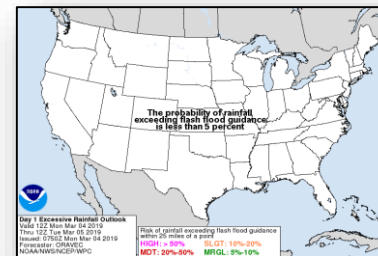 The probability of rainfall
exceeding flash flood guidance
is less than 5 percent
NOAA
Day 1 Excessive Rainfall Outlook
Valid 12Z Mon Mar 04 2019
Thru 12Z Tue Mar 05 2019
Issued: 0750Z Mon Mar 04 2019
Forecaster: ORAVEC
NOAA/NWS/NCEP/WPC
Risk of rainfall exceeding flash flood guidance
within 25 miles of a point
HIGH: > 50% SLGT: 10%-20%
MDT: 20%-50% MRGL: 5%-10%